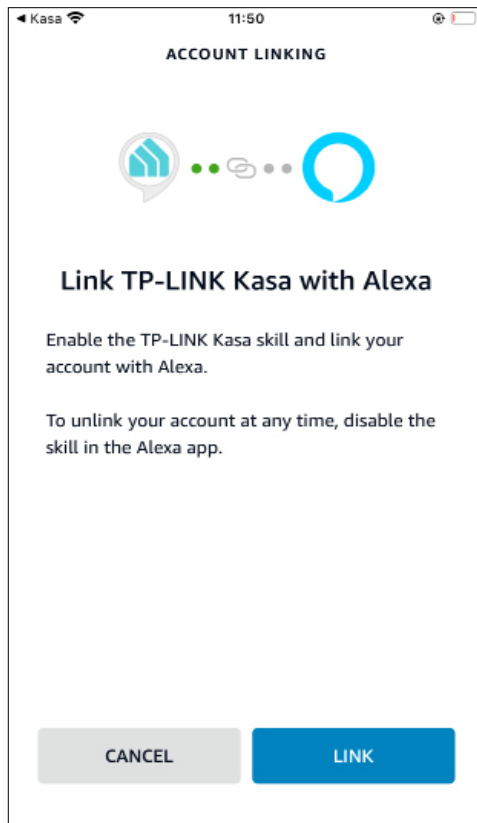 Kasa 11:50
ACCOUNT LINKING
Link TP-LINK Kasa with Alexa
Enable the TP-LINK Kasa skill and link your
account with Alexa.
To unlink your account at any time, disable the
skill in the Alexa app.
CANCEL LINK